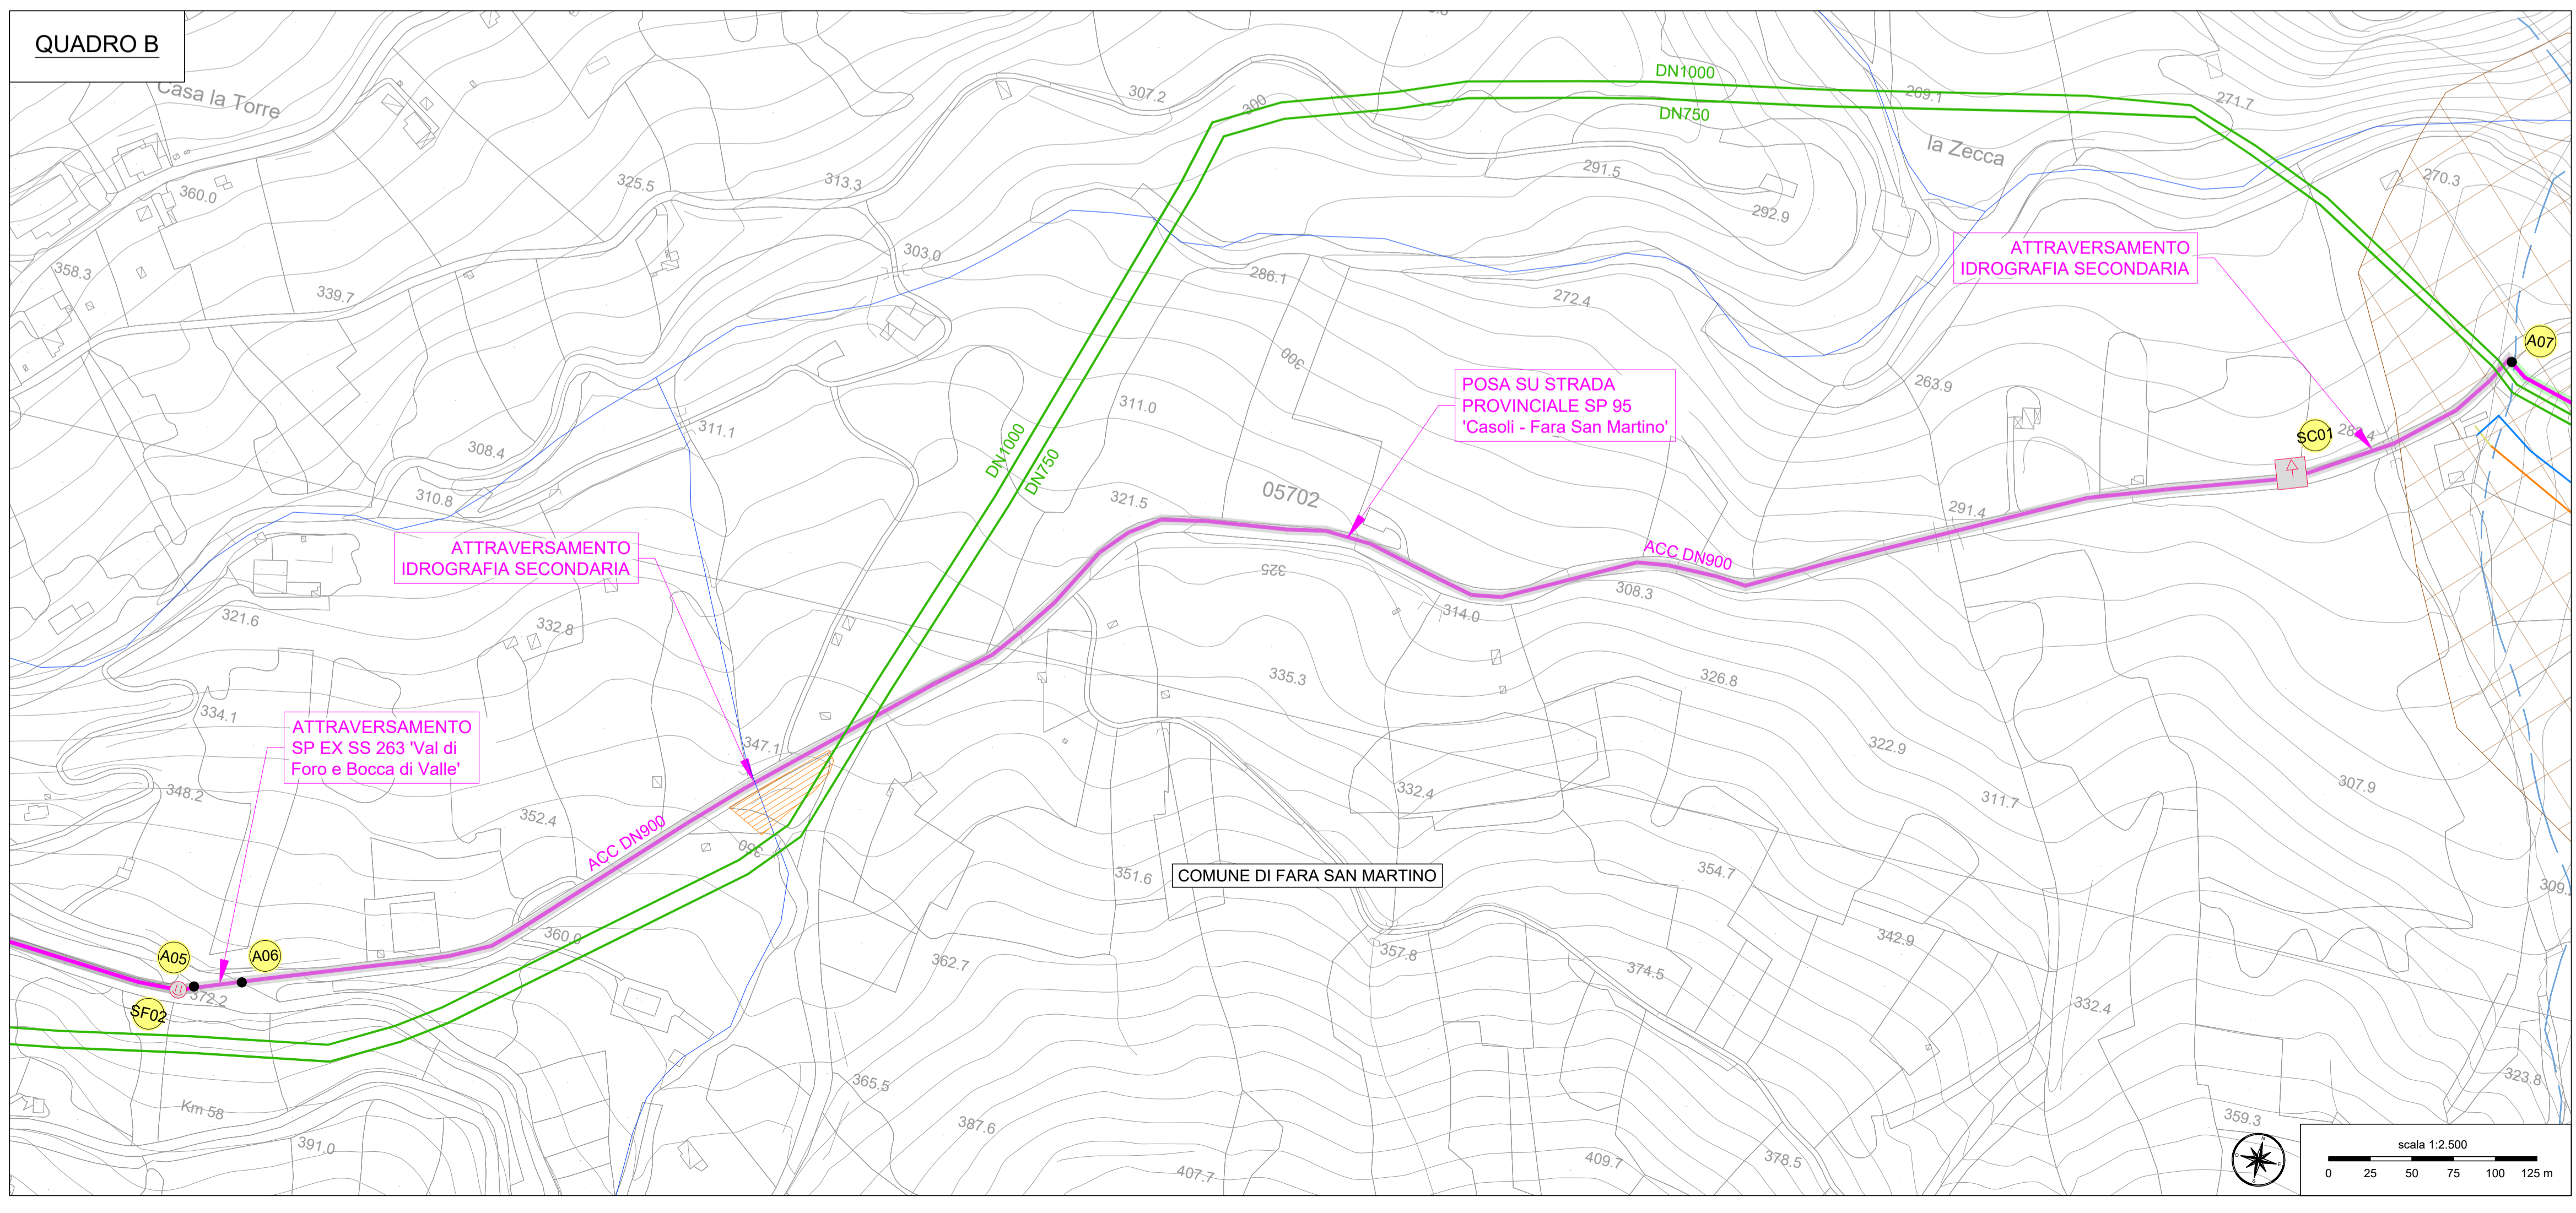 QUADRO B
Casa la Torre
DN1000
DN750
307.2
300
269.1
271.7
la Zecca
325.5
313.3
360.0
291.5
292.9
270.3
303.0
358.3
339.7
286.1
272.4
ATTRAVERSAMENTO
IDROGRAFIA SECONDARIA
A07
300
263.9
POSA SU STRADA
PROVINCIALE SP 95
'Casoli - Fara San Martino'
311.0
311.1
308.4
DN1000
DN750
SC01
310.8
321.5
05702
291.4
ATTRAVERSAMENTO
IDROGRAFIA SECONDARIA
ACC DN900
325
308.3
314.0
321.6
332.8
335.3
326.8
334.1
ATTRAVERSAMENTO
SP EX SS 263 'Val di
Foro e Bocca di Valle'
347.1
322.9
348.2
332.4
311.7
307.9
352.4
ACC DN900
360
351.6
COMUNE DI FARA SAN MARTINO
354.7
309.
360.0
342.9
A05
A06
362.7
357.8
374.5
372.2
SF02
332.4
365.5
323.8
Km 58
387.6
359.3
391.0
407.7
409.7
378.5
scala 1:2.500
0 25 50 75 100 125 m